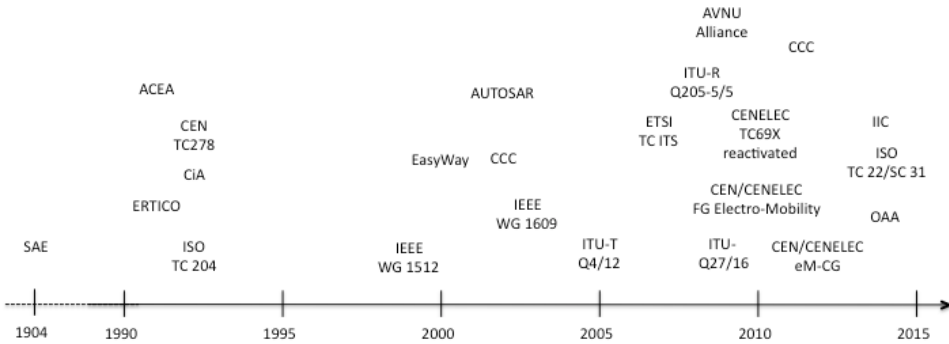 AVNU
Alliance
CCC
ITU-R
Q205-5/5
ACEA
AUTOSAR
CEN
TC278
ETSI
TC ITS
CENELEC
TC69X
reactivated
IIC
EasyWay
CCC
ISO
TC 22/SC 31
CiA
CEN/CENELEC
FG Electro-Mobility
ERTICO
IEEE
WG 1609
OAA
SAE
ISO
TC 204
IEEE
WG 1512
ITU-T
Q4/12
ITU-
Q27/16
CEN/CENELEC
eM-CG
1904
1990
1995
2000
2005
2010
2015